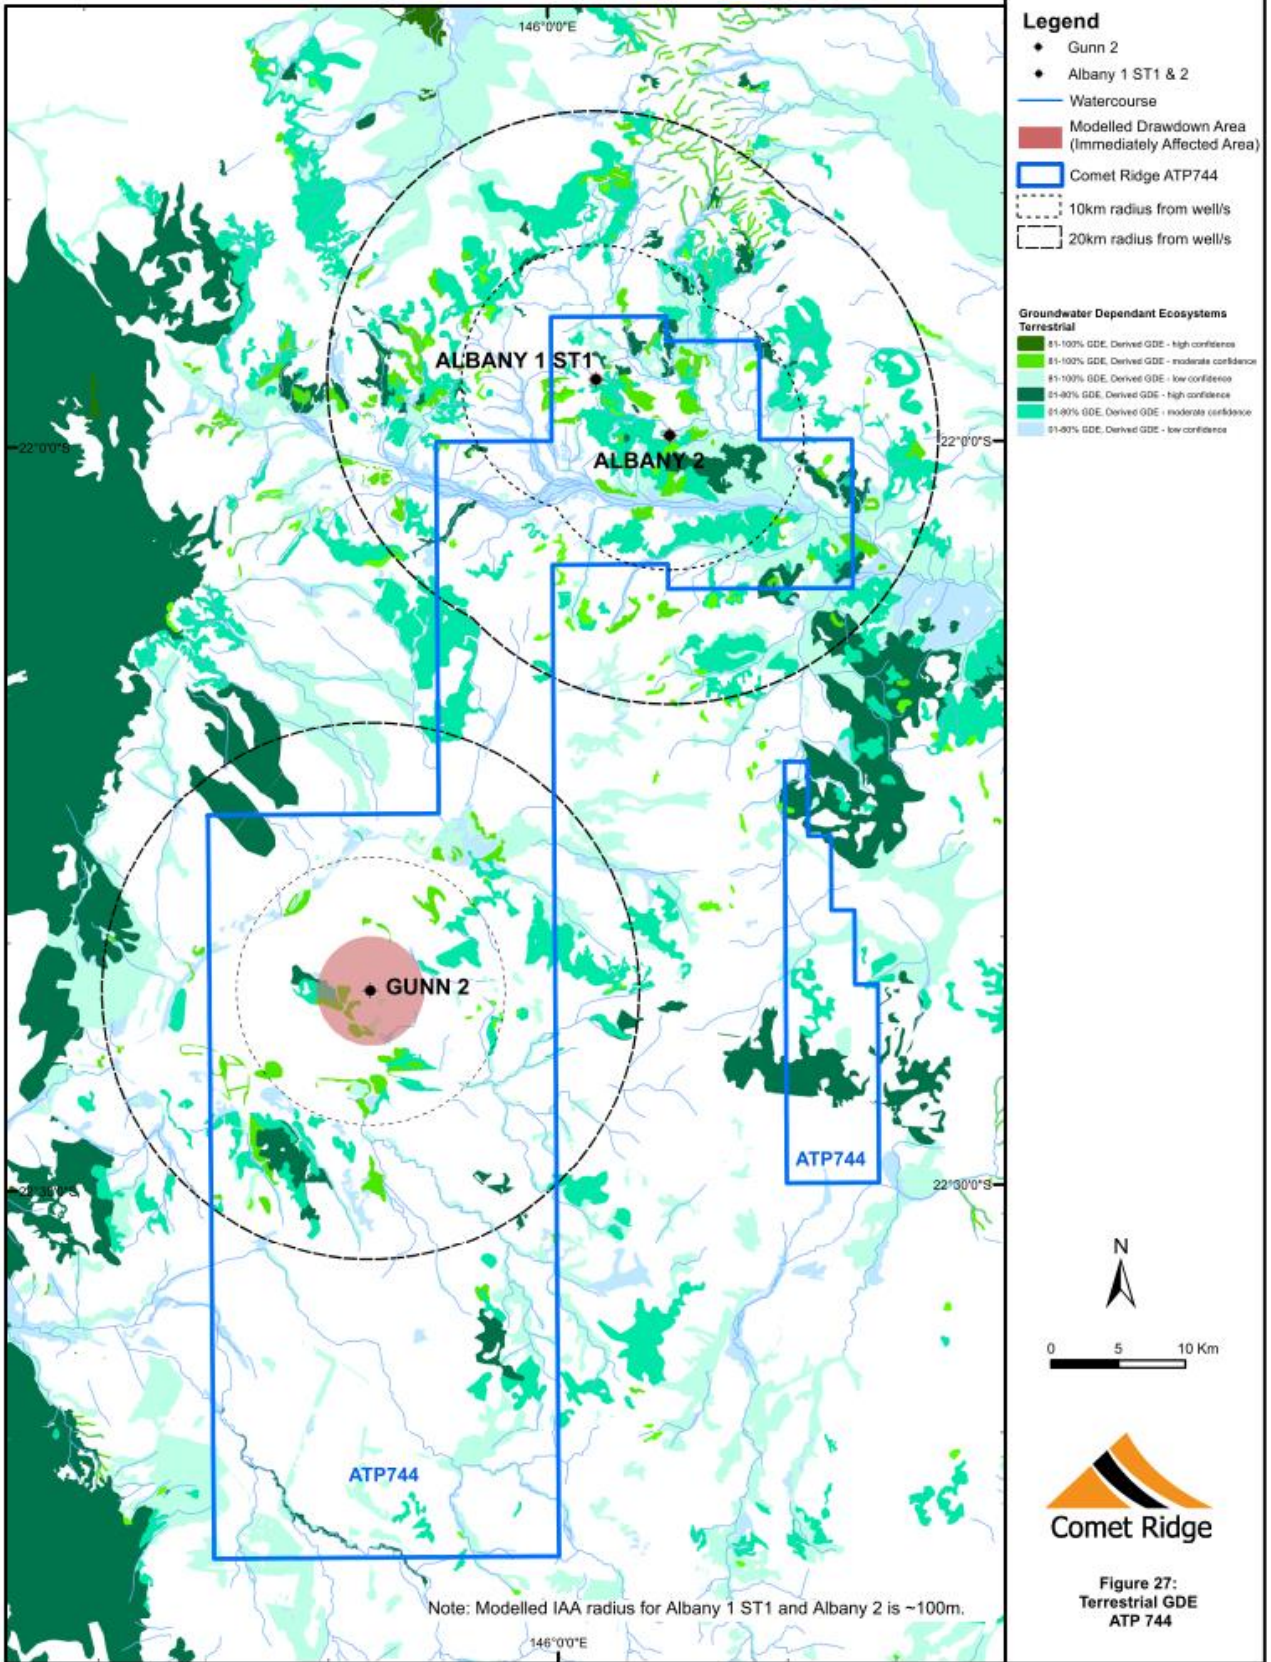 146°0'0"E
ALBANY 1 ST1
22°0'0"S
22°0'0"S
ALBANY 2
GUNN 2
ATP744
22°30'0"S
22°30'0"S
ATP744
Note: Modelled IAA radius for Albany 1 ST1 and Albany 2 is ~100m.
146°0'0"E
Legend
Gunn 2
Albany 1 ST1 & 2
Watercourse
Modelled Drawdown Area
(Immediately Affected Area)
Comet Ridge ATP744
10km radius from well/s
20km radius from well/s
Groundwater Dependant Ecosystems
Terrestrial
81-100% GDE, Derived GDE - high confidence
81-100% GDE, Derived GDE - moderate confidence
81-100% GDE, Derived GDE - low confidence
01-80% GDE, Derived GDE - high confidence
01-80% GDE, Derived GDE - moderate confidence
01-80% GDE, Derived GDE - low confidence
N
0 5 10 Km
Comet Ridge
Figure 27:
Terrestrial GDE
ATP 744